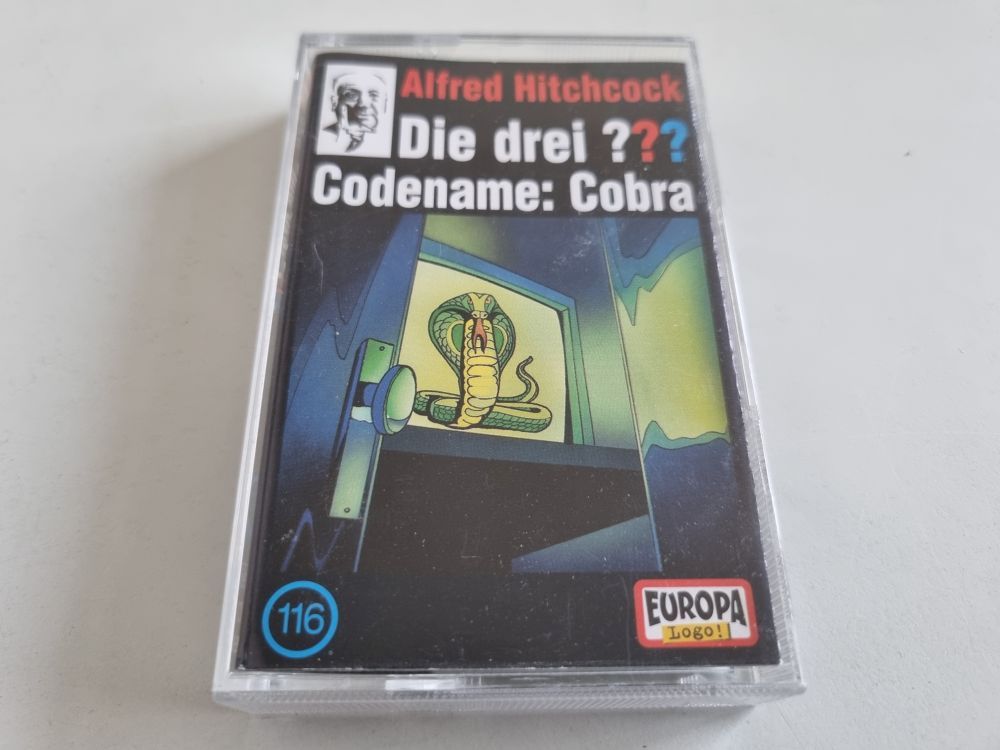 Alfred Hitchcock
Die drei ???
Codename: Cobra
116
EUROPA
Logo!